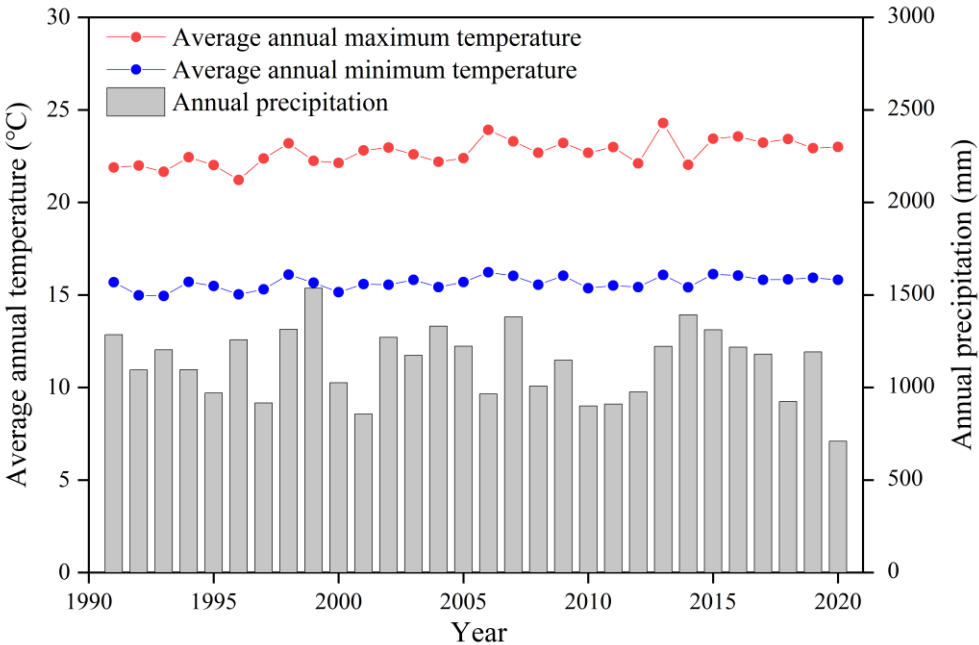 Average annual maximum temperature
Average annual minimum temperature
Annual precipitation
Average annual temperature (°C)
30
25
20
15
10
5
0
3000
2500
2000
1500
1000
500
0
Annual precipitation (mm)
1990 1995 2000 2005 2010 2015 2020
Year